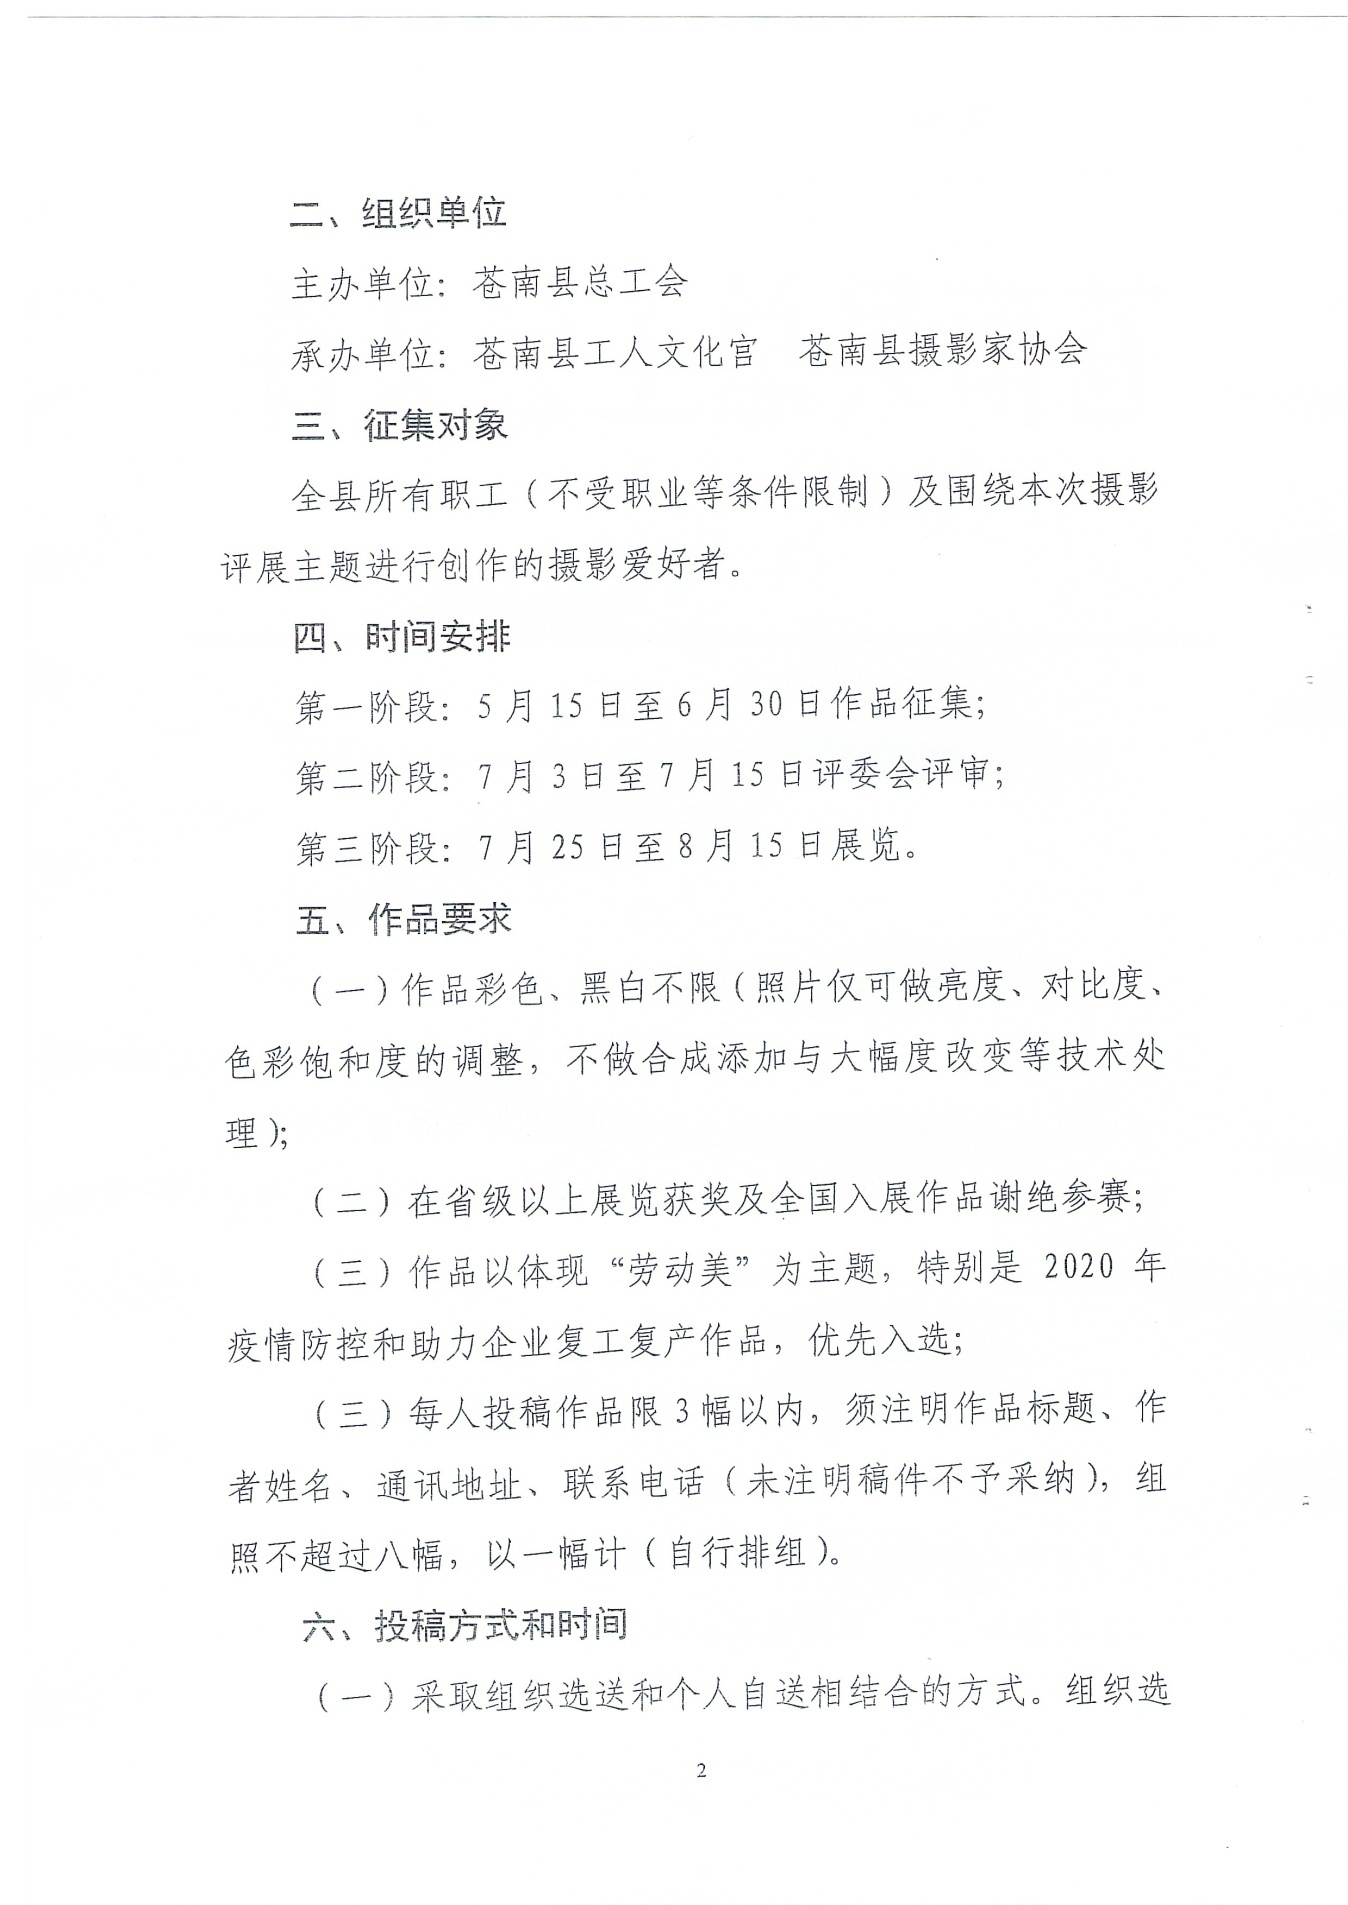 二、组织单位
主办单位：苍南县总工会
承办单位：苍南县工人文化宫　苍南县摄影家协会
三、征集对象
全县所有职工（不受职业等条件限制）及围绕本次摄影
评展主题进行创作的摄影爱好者。
四、时间安排
第一阶段：5月15日至6月30日作品征集；
第二阶段：7月3日至7月15日评委会评审；
第三阶段：7月25日至8月15日展览。
五、作品要求
（一）作品彩色、黑白不限（照片仅可做亮度、对比度、
色彩饱和度的调整，不做合成添加与大幅度改变等技术处
理）；
（二）在省级以上展览获奖及全国入展作品谢绝参赛；
（三）作品以体现“劳动美”为主题，特别是 2020 年
疫情防控和助力企业复工复产作品，优先入选；
（三）每人投稿作品限3幅以内，须注明作品标题、作
者姓名、通讯地址、联系电话（未注明稿件不予采纳），组
照不超过八幅，以一幅计（自行排组）。
六、投稿方式和时间
（一）采取组织选送和个人自送相结合的方式。组织选
2